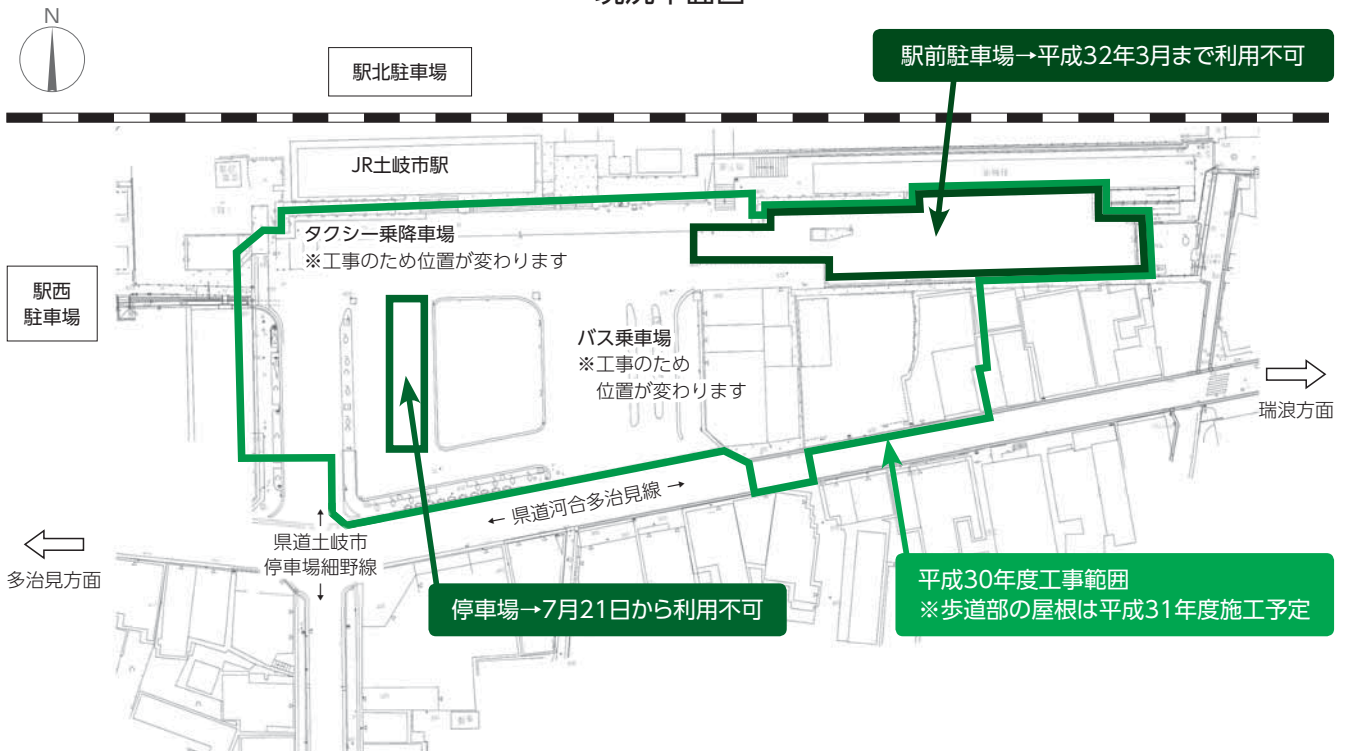 N
駅北駐車場
駅前駐車場→平成32年3月まで利用不可
JR土岐市駅
タクシー乗降車場
※工事のため位置が変わります
駅西
駐車場
バス乗車場
※工事のため
位置が変わります
瑞浪方面
← 県道河合多治見線 →
県道土岐市
停車場細野線
多治見方面
停車場→7月21日から利用不可
平成30年度工事範囲
※歩道部の屋根は平成31年度施工予定